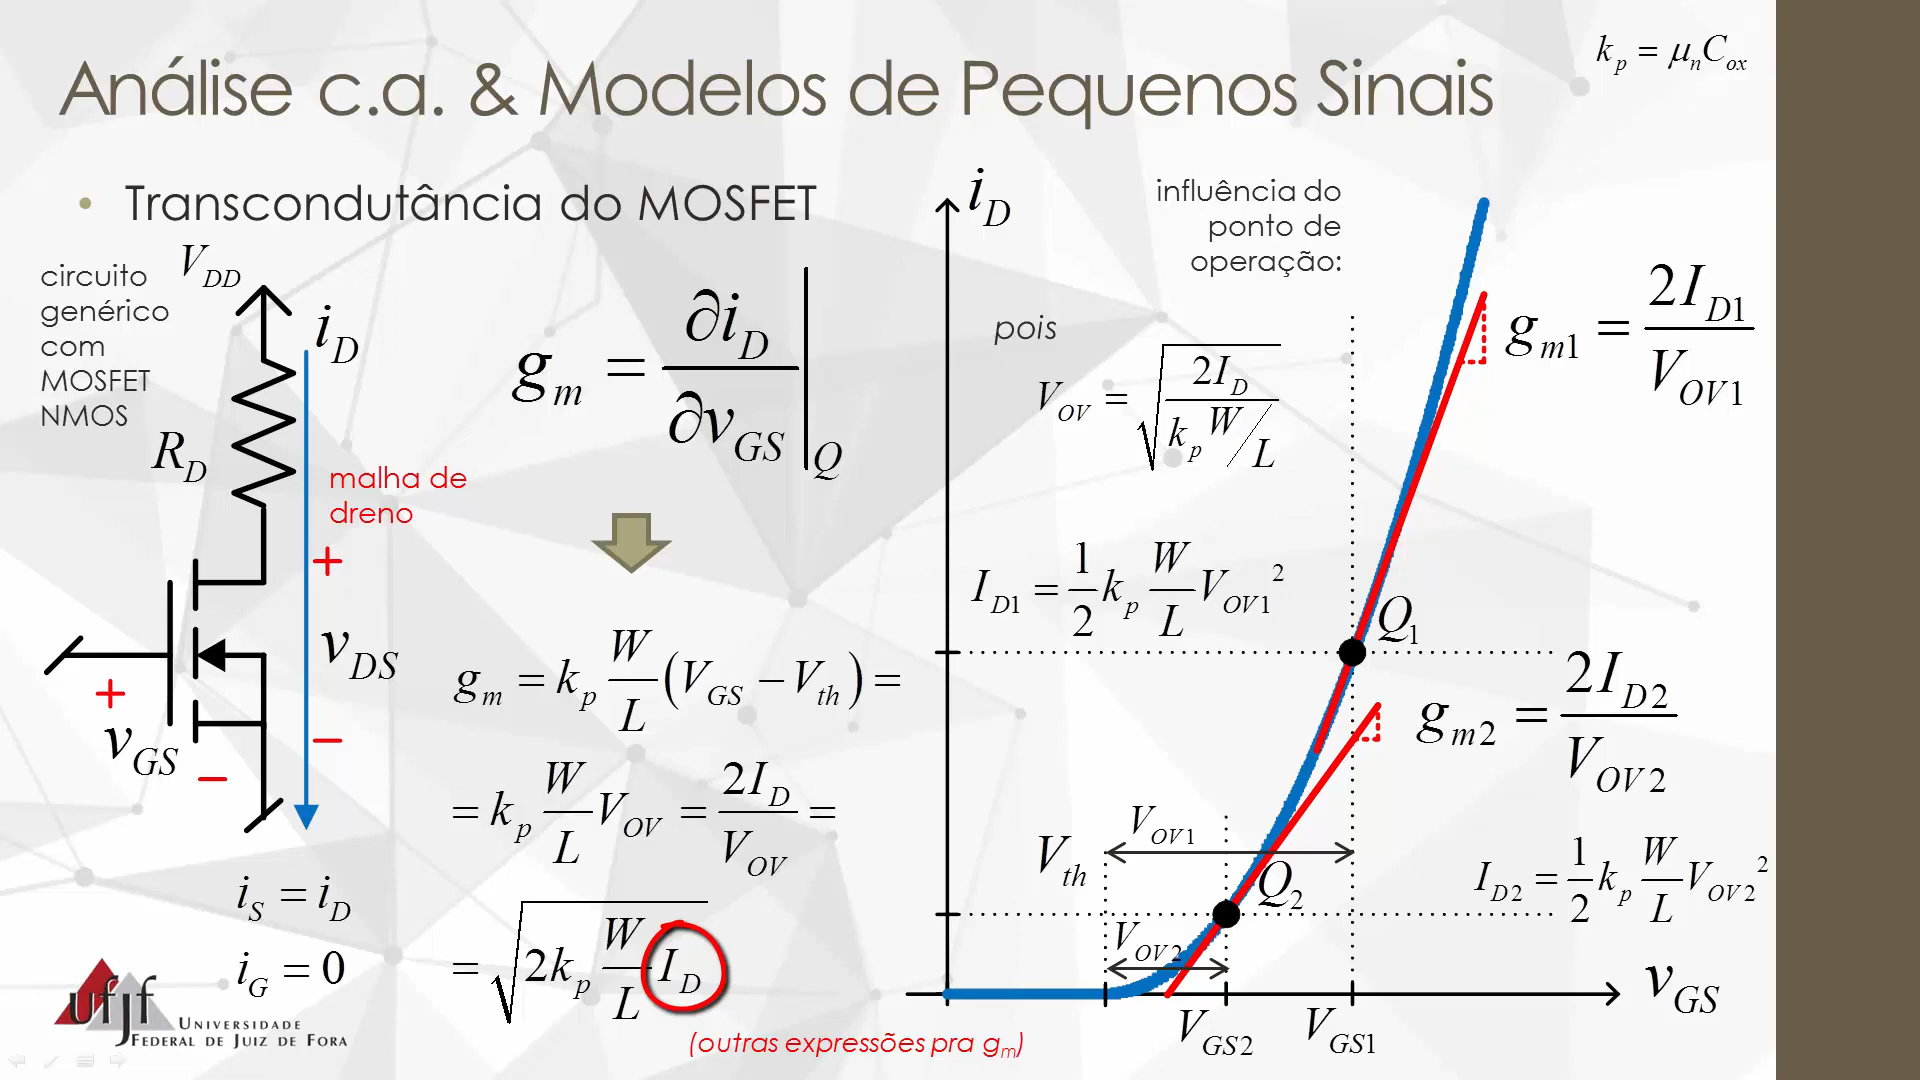 k_p = μ_n C_ox
Análise c.a. & Modelos de Pequenos Sinais
• Transcondutância do MOSFET
circuito
genérico
com
MOSFET
NMOS
V_DD
i_D
R_D
malha de
dreno
+
v_DS
−
+
v_GS
−
i_S = i_D
i_G = 0
g_m = ∂i_D / ∂v_GS |_Q
g_m = k_p W/L (V_GS − V_th) =
= k_p W/L V_OV = 2I_D / V_OV =
= √(2k_p W/L I_D)
(outras expressões pra g_m)
i_D
influência do
ponto de
operação:
pois
V_OV = √(2I_D / (k_p W/L))
I_D1 = 1/2 k_p W/L V_OV1²
g_m1 = 2I_D1 / V_OV1
Q_1
g_m2 = 2I_D2 / V_OV2
I_D2 = 1/2 k_p W/L V_OV2²
V_OV1
V_th
Q_2
V_OV2
V_GS2
V_GS1
v_GS
ufjf
UNIVERSIDADE
FEDERAL DE JUIZ DE FORA